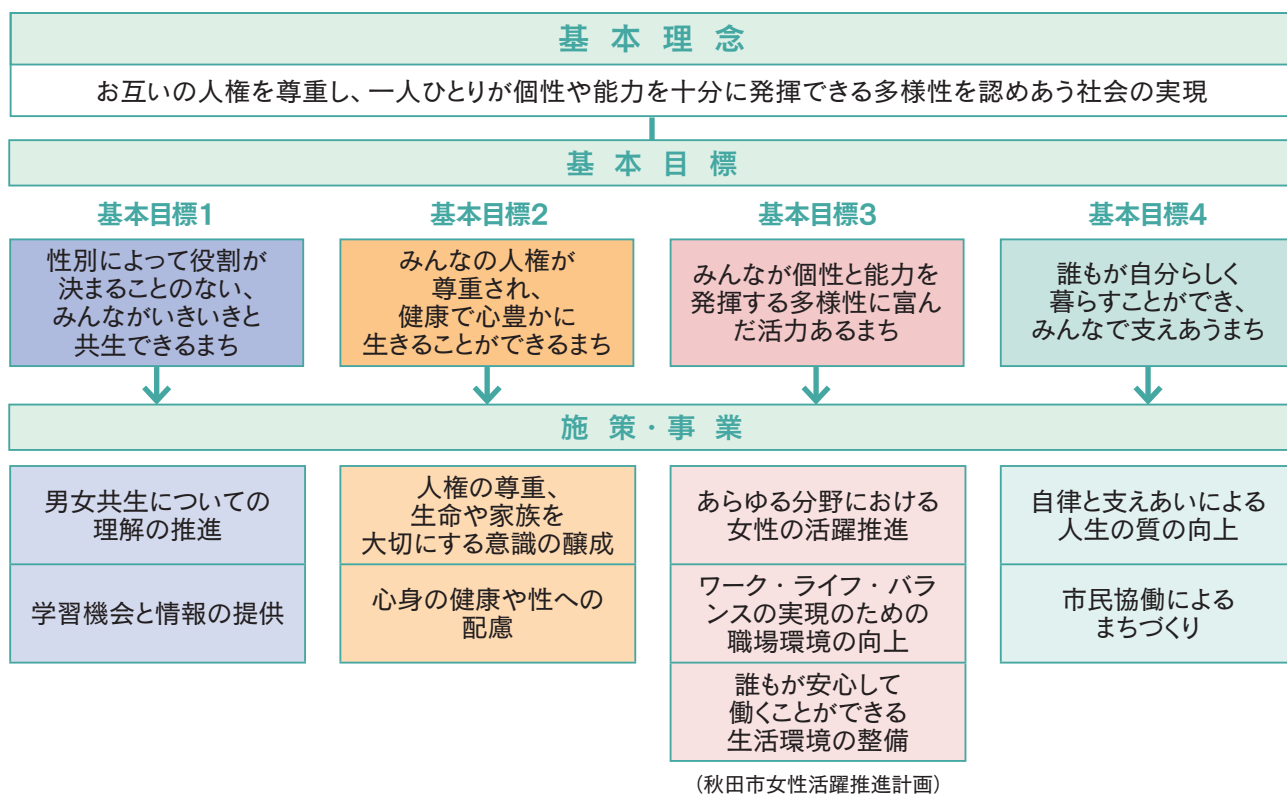 基本理念
お互いの人権を尊重し、一人ひとりが個性や能力を十分に発揮できる多様性を認めあう社会の実現
基本目標
基本目標1
性別によって役割が
決まることのない、
みんながいきいきと
共生できるまち
基本目標2
みんなの人権が
尊重され、
健康で心豊かに
生きることができるまち
基本目標3
みんなが個性と能力を
発揮する多様性に富ん
だ活力あるまち
基本目標4
誰もが自分らしく
暮らすことができ、
みんなで支えあうまち
施策・事業
男女共生についての
理解の推進
学習機会と情報の提供
人権の尊重、
生命や家族を
大切にする意識の醸成
心身の健康や性への
配慮
あらゆる分野における
女性の活躍推進
ワーク・ライフ・バラ
ンスの実現のための
職場環境の向上
誰もが安心して
働くことができる
生活環境の整備
（秋田市女性活躍推進計画）
自律と支えあいによる
人生の質の向上
市民協働による
まちづくり